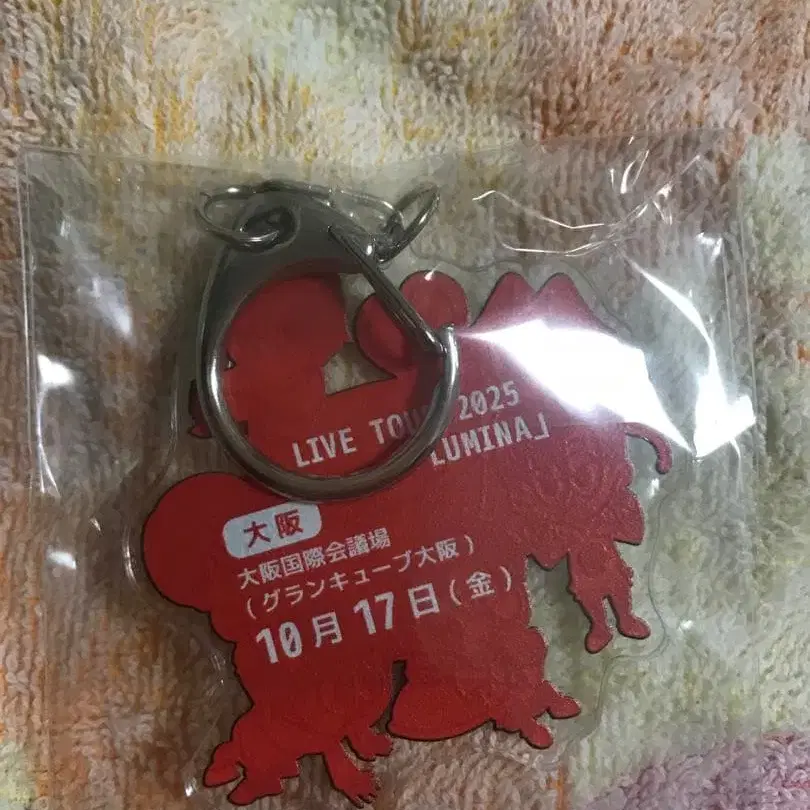 LIVE TOUR 2025
LUMINA」
大阪
大阪国際会議場
(グランキューブ大阪)
10月17日(金)